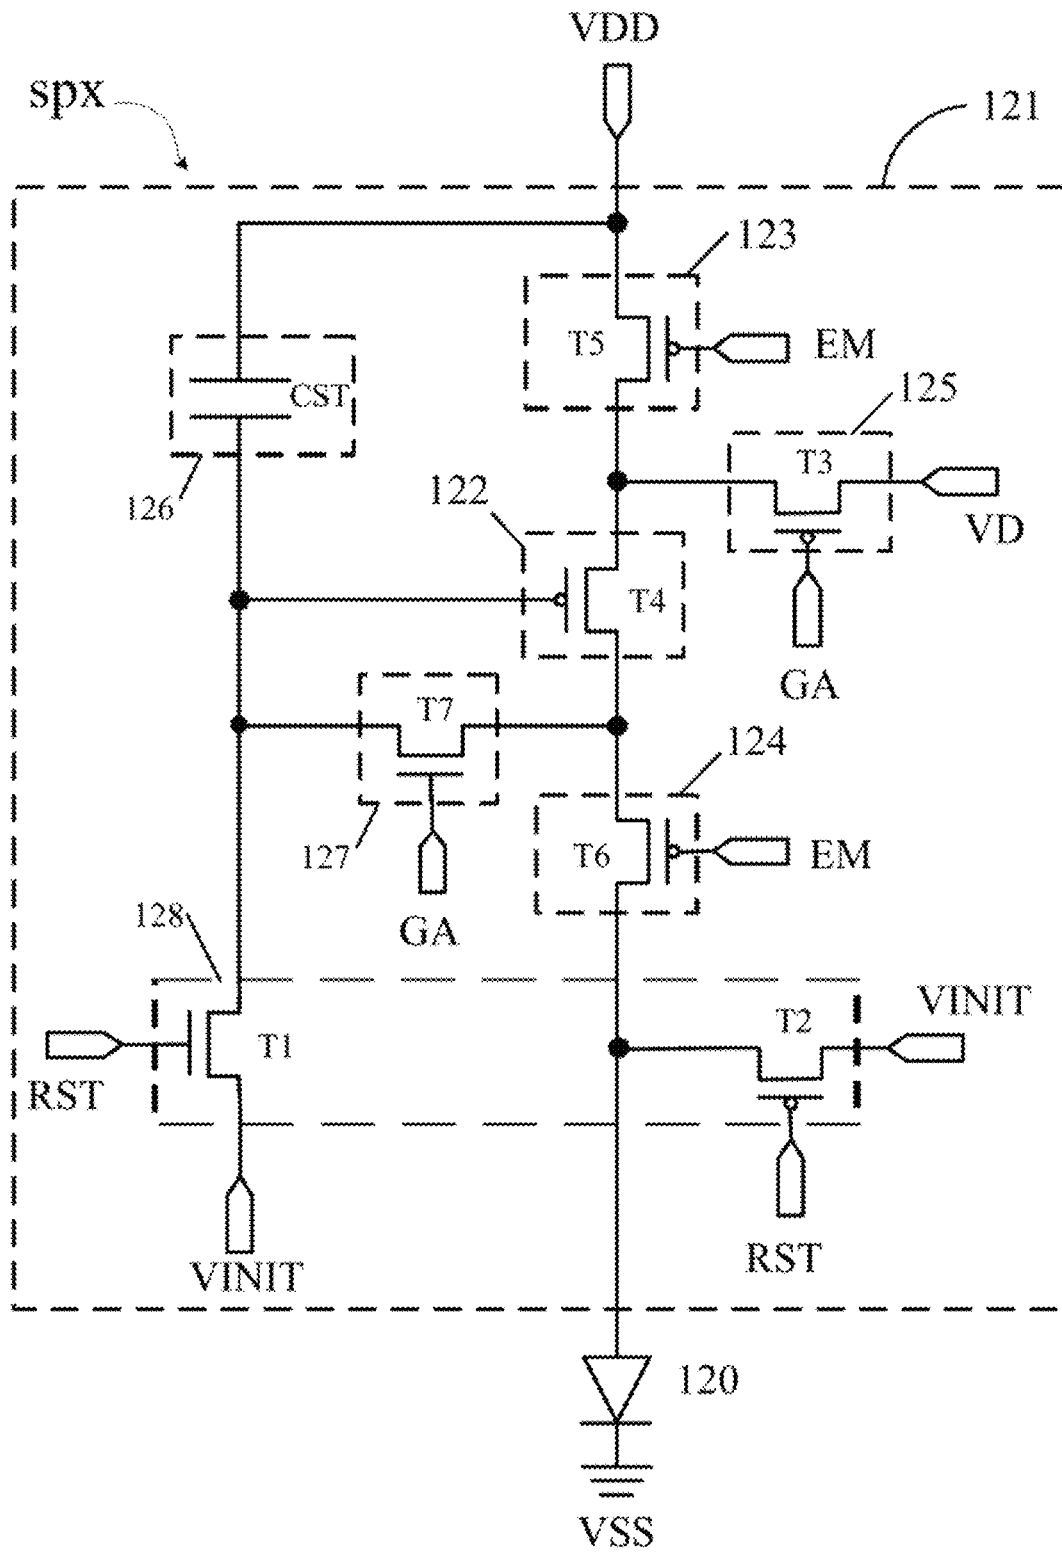 VDD
spx
121
123
T5
EM
CST
125
T3
126
122
VD
T4
GA
T7
124
T6
EM
127
128
GA
VINIT
T2
T1
RST
RST
VINIT
120
VSS